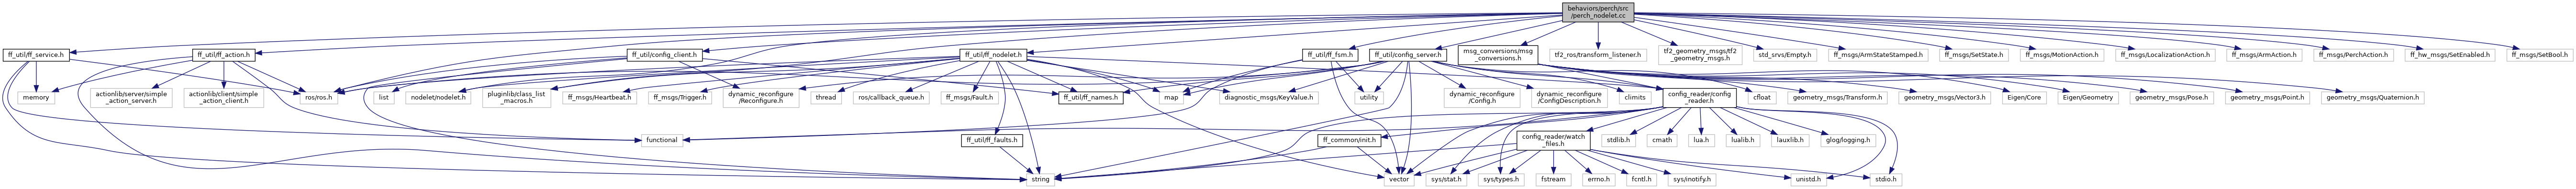 behaviors/perch/src
/perch_nodelet.cc
ff_util/ff_service.h
ff_util/ff_action.h
ff_util/config_client.h
ff_util/ff_nodelet.h
ff_util/ff_fsm.h
ff_util/config_server.h
msg_conversions/msg
_conversions.h
tf2_ros/transform_listener.h
tf2_geometry_msgs/tf2
_geometry_msgs.h
std_srvs/Empty.h
ff_msgs/ArmStateStamped.h
ff_msgs/SetState.h
ff_msgs/MotionAction.h
ff_msgs/LocalizationAction.h
ff_msgs/ArmAction.h
ff_msgs/PerchAction.h
ff_hw_msgs/SetEnabled.h
ff_msgs/SetBool.h
memory
actionlib/server/simple
_action_server.h
actionlib/client/simple
_action_client.h
ros/ros.h
list
nodelet/nodelet.h
pluginlib/class_list
_macros.h
ff_msgs/Heartbeat.h
ff_msgs/Trigger.h
dynamic_reconfigure
/Reconfigure.h
thread
ros/callback_queue.h
ff_msgs/Fault.h
ff_util/ff_names.h
map
diagnostic_msgs/KeyValue.h
utility
dynamic_reconfigure
/Config.h
dynamic_reconfigure
/ConfigDescription.h
climits
config_reader/config
_reader.h
cfloat
geometry_msgs/Transform.h
geometry_msgs/Vector3.h
Eigen/Core
Eigen/Geometry
geometry_msgs/Pose.h
geometry_msgs/Point.h
geometry_msgs/Quaternion.h
functional
ff_util/ff_faults.h
ff_common/init.h
config_reader/watch
_files.h
stdlib.h
cmath
lua.h
lualib.h
lauxlib.h
glog/logging.h
string
vector
sys/stat.h
sys/types.h
fstream
errno.h
fcntl.h
sys/inotify.h
unistd.h
stdio.h